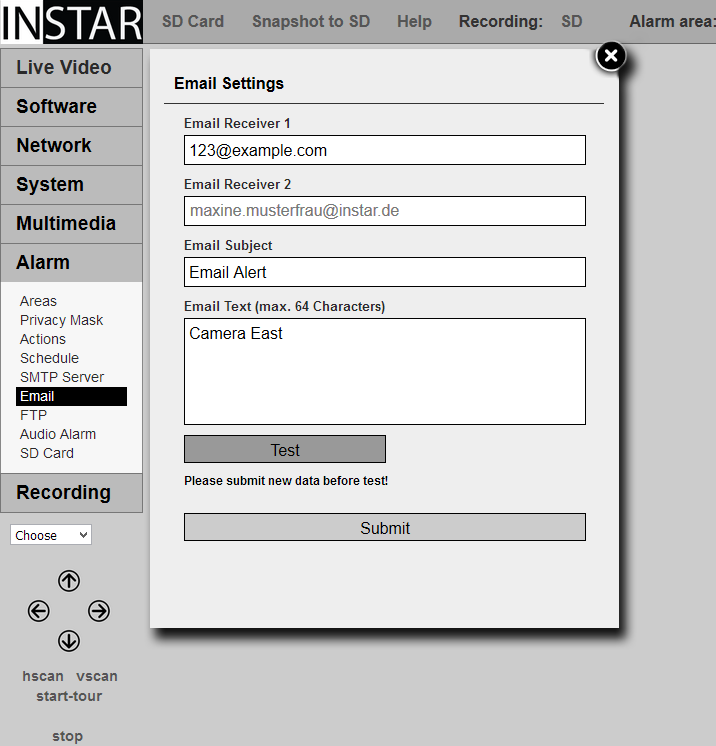 INSTAR
SD Card Snapshot to SD Help Recording: SD Alarm area:
Live Video
Software
Network
System
Multimedia
Alarm
Areas
Privacy Mask
Actions
Schedule
SMTP Server
Email
FTP
Audio Alarm
SD Card
Recording
Choose
hscan vscan
start-tour
stop
Email Settings
Email Receiver 1
123@example.com
Email Receiver 2
maxine.musterfrau@instar.de
Email Subject
Email Alert
Email Text (max. 64 Characters)
Camera East
Test
Please submit new data before test!
Submit